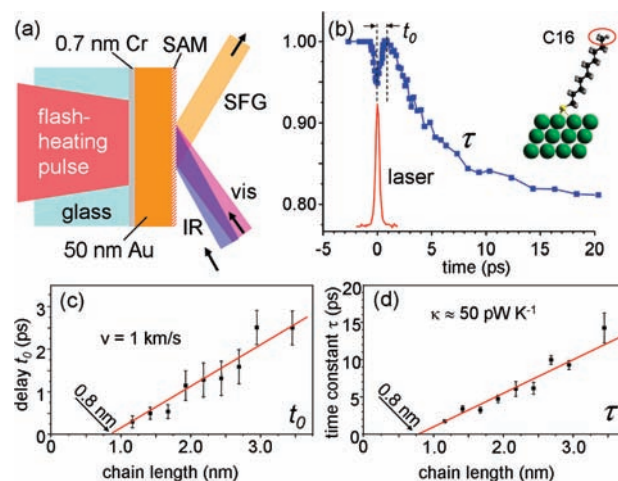 (a)
0.7 nm Cr
SAM
SFG
flash-
heating
pulse
vis
glass
IR
50 nm Au
(b)
t₀
C16
1.00
0.95
0.90
0.80
τ
laser
-5 0 5 10 15 20
time (ps)
(c)
delay t₀ (ps)
3
2
1
0
v = 1 km/s
0.8 nm
t₀
1.0 2.0 3.0
chain length (nm)
(d)
time constant τ (ps)
20
15
10
5
0
κ ≈ 50 pW K⁻¹
0.8 nm
τ
1.0 2.0 3.0
chain length (nm)